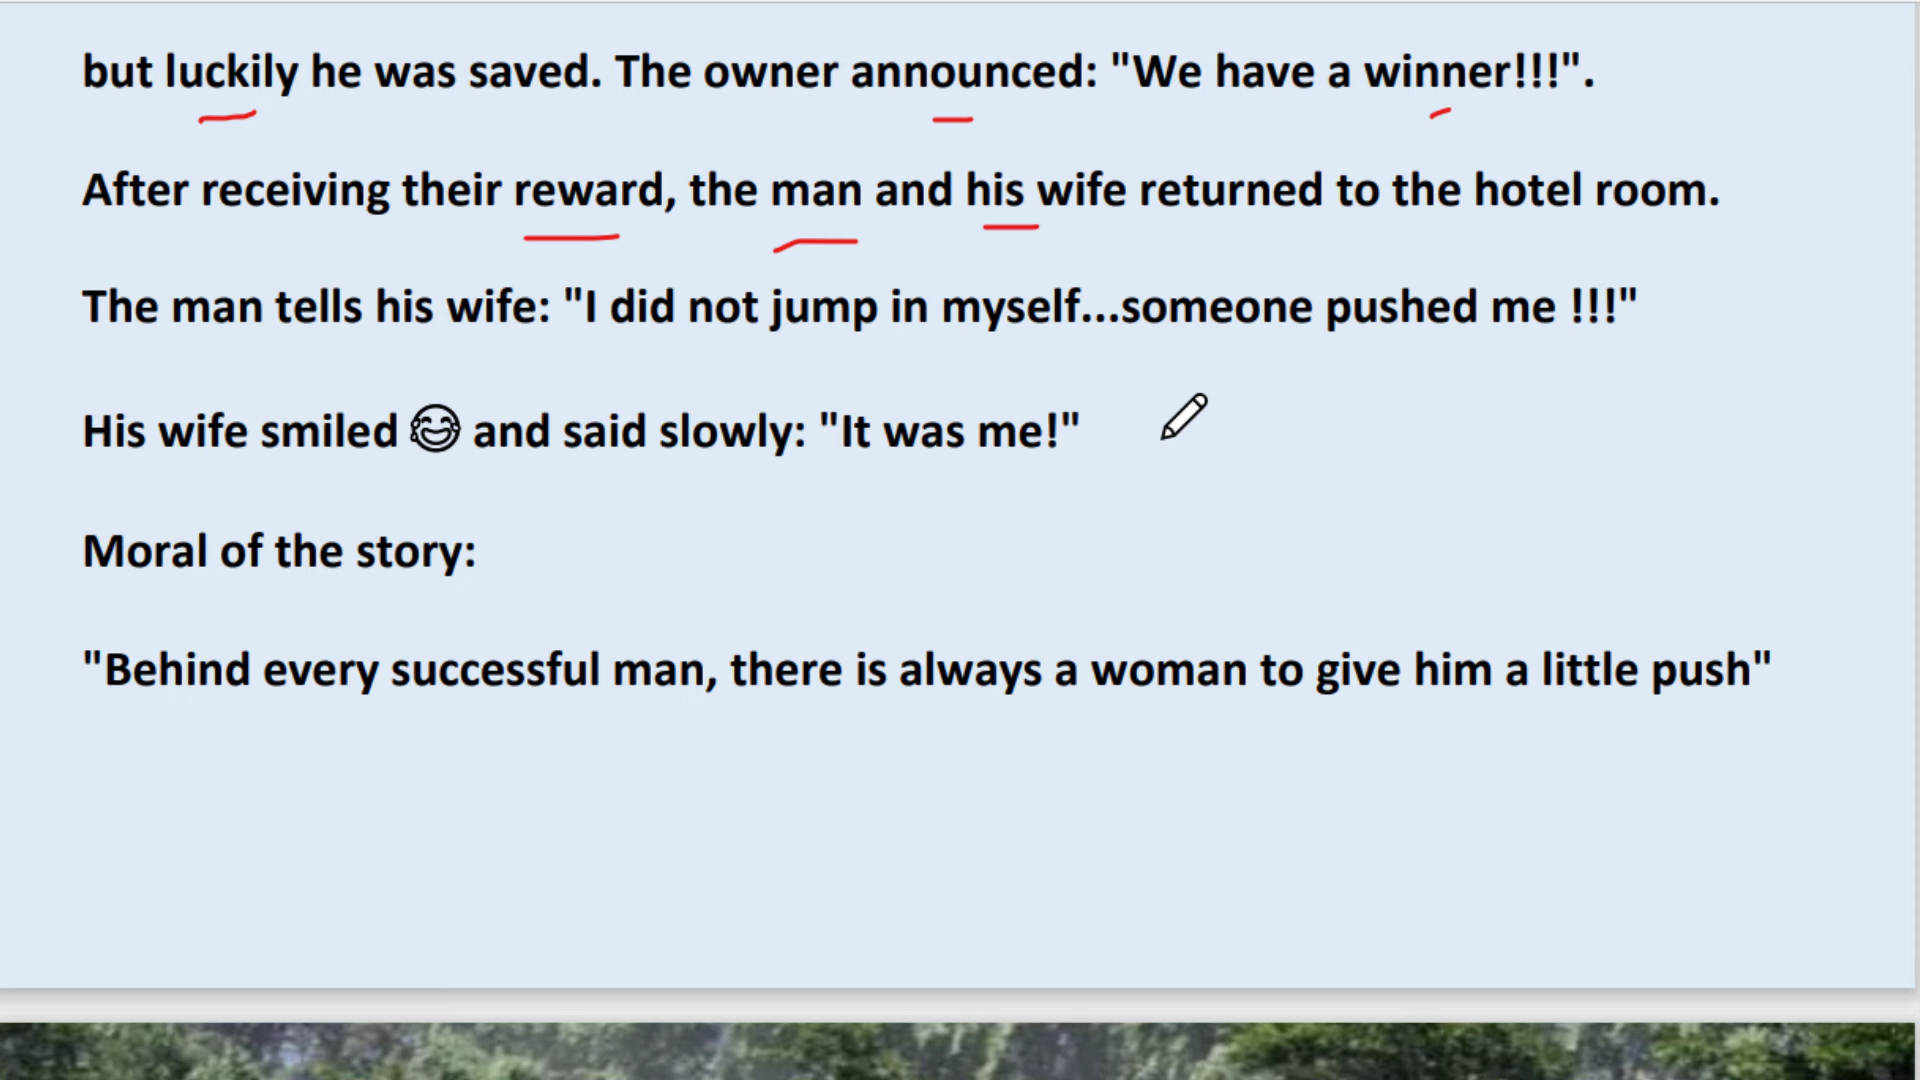 but luckily he was saved. The owner announced: "We have a winner!!!".
After receiving their reward, the man and his wife returned to the hotel room.
The man tells his wife: "I did not jump in myself...someone pushed me !!!"
His wife smiled 😂 and said slowly: "It was me!"
Moral of the story:
"Behind every successful man, there is always a woman to give him a little push"